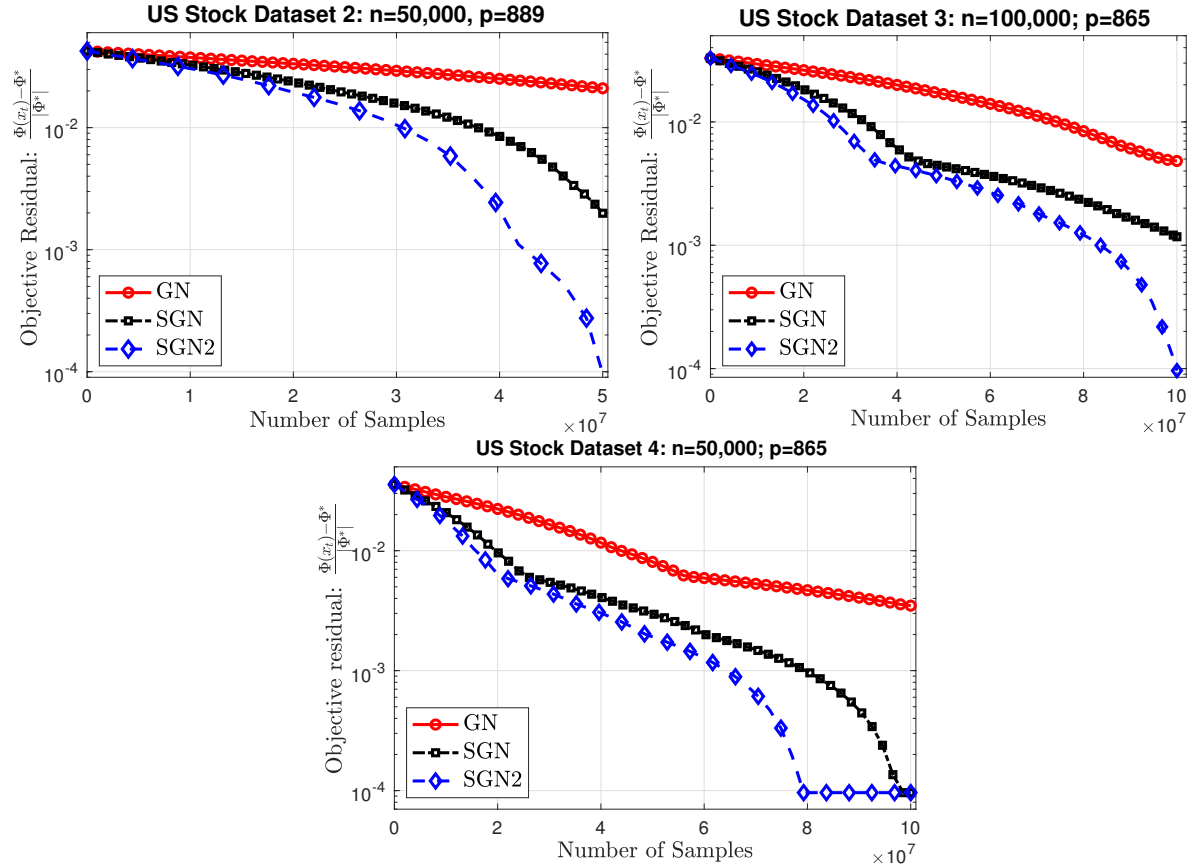 US Stock Dataset 2: n=50,000, p=889
Objective Residual: Φ(x_t)−Φ*/|Φ*|
10^-2
10^-3
10^-4
GN
SGN
SGN2
0 1 2 3 4 5
Number of Samples
×10^7
US Stock Dataset 3: n=100,000; p=865
Objective Residual: Φ(x_t)−Φ*/|Φ*|
10^-2
10^-3
10^-4
GN
SGN
SGN2
0 2 4 6 8 10
Number of Samples
×10^7
US Stock Dataset 4: n=50,000; p=865
Objective residual: Φ(x_t)−Φ*/|Φ*|
10^-2
10^-3
10^-4
GN
SGN
SGN2
0 2 4 6 8 10
Number of Samples
×10^7